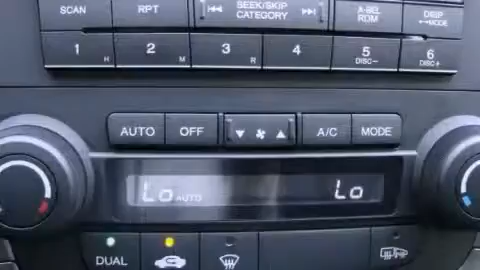 SCAN RPT SEEK/SKIP CATEGORY A.SEL RDM DISP MODE
1 H 2 M 3 R 4 5 DISC− 6 DISC+
AUTO OFF A/C MODE
Lo AUTO Lo
DUAL